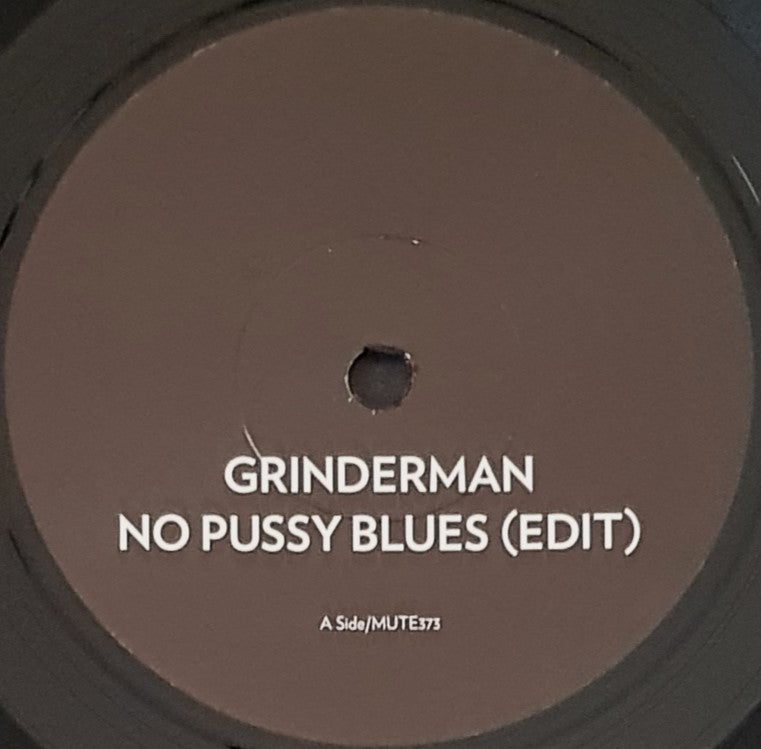 GRINDERMAN
NO PUSSY BLUES (EDIT)
A Side/MUTE373